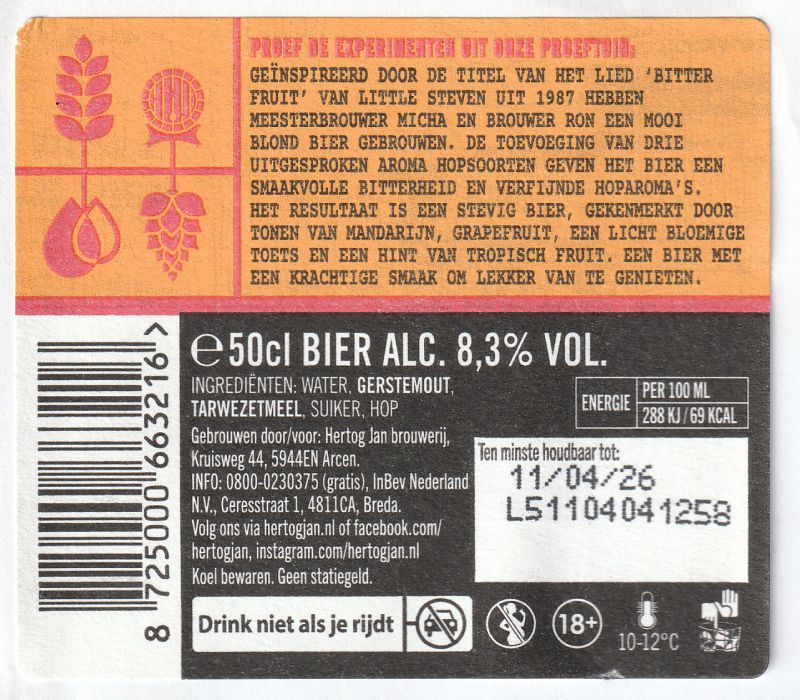 PROEF DE EXPERIMENTEN UIT ONZE PROEFTUIN:
GEÏNSPIREERD DOOR DE TITEL VAN HET LIED ‘BITTER
FRUIT’ VAN LITTLE STEVEN UIT 1987 HEBBEN
MEESTERBROUWER MICHA EN BROUWER RON EEN MOOI
BLOND BIER GEBROUWEN. DE TOEVOEGING VAN DRIE
UITGESPROKEN AROMA HOPSOORTEN GEVEN HET BIER EEN
SMAAKVOLLE BITTERHEID EN VERFIJNDE HOPAROMA’S.
HET RESULTAAT IS EEN STEVIG BIER, GEKENMERKT DOOR
TONEN VAN MANDARIJN, GRAPEFRUIT, EEN LICHT BLOEMIGE
TOETS EN EEN HINT VAN TROPISCH FRUIT. EEN BIER MET
EEN KRACHTIGE SMAAK OM LEKKER VAN TE GENIETEN.
℮ 50cl BIER ALC. 8,3% VOL.
INGREDIËNTEN: WATER, GERSTEMOUT,
TARWEZETMEEL, SUIKER, HOP
ENERGIE
PER 100 ML
288 KJ / 69 KCAL
Gebrouwen door/voor: Hertog Jan brouwerij,
Kruisweg 44, 5944EN Arcen.
INFO: 0800-0230375 (gratis), InBev Nederland
N.V., Ceresstraat 1, 4811CA, Breda.
Volg ons via hertogjan.nl of facebook.com/
hertogjan, instagram.com/hertogjan.nl
Koel bewaren. Geen statiegeld.
Ten minste houdbaar tot:
11/04/26
L51104041258
Drink niet als je rijdt
18+
10-12°C
8 725000 663216 >